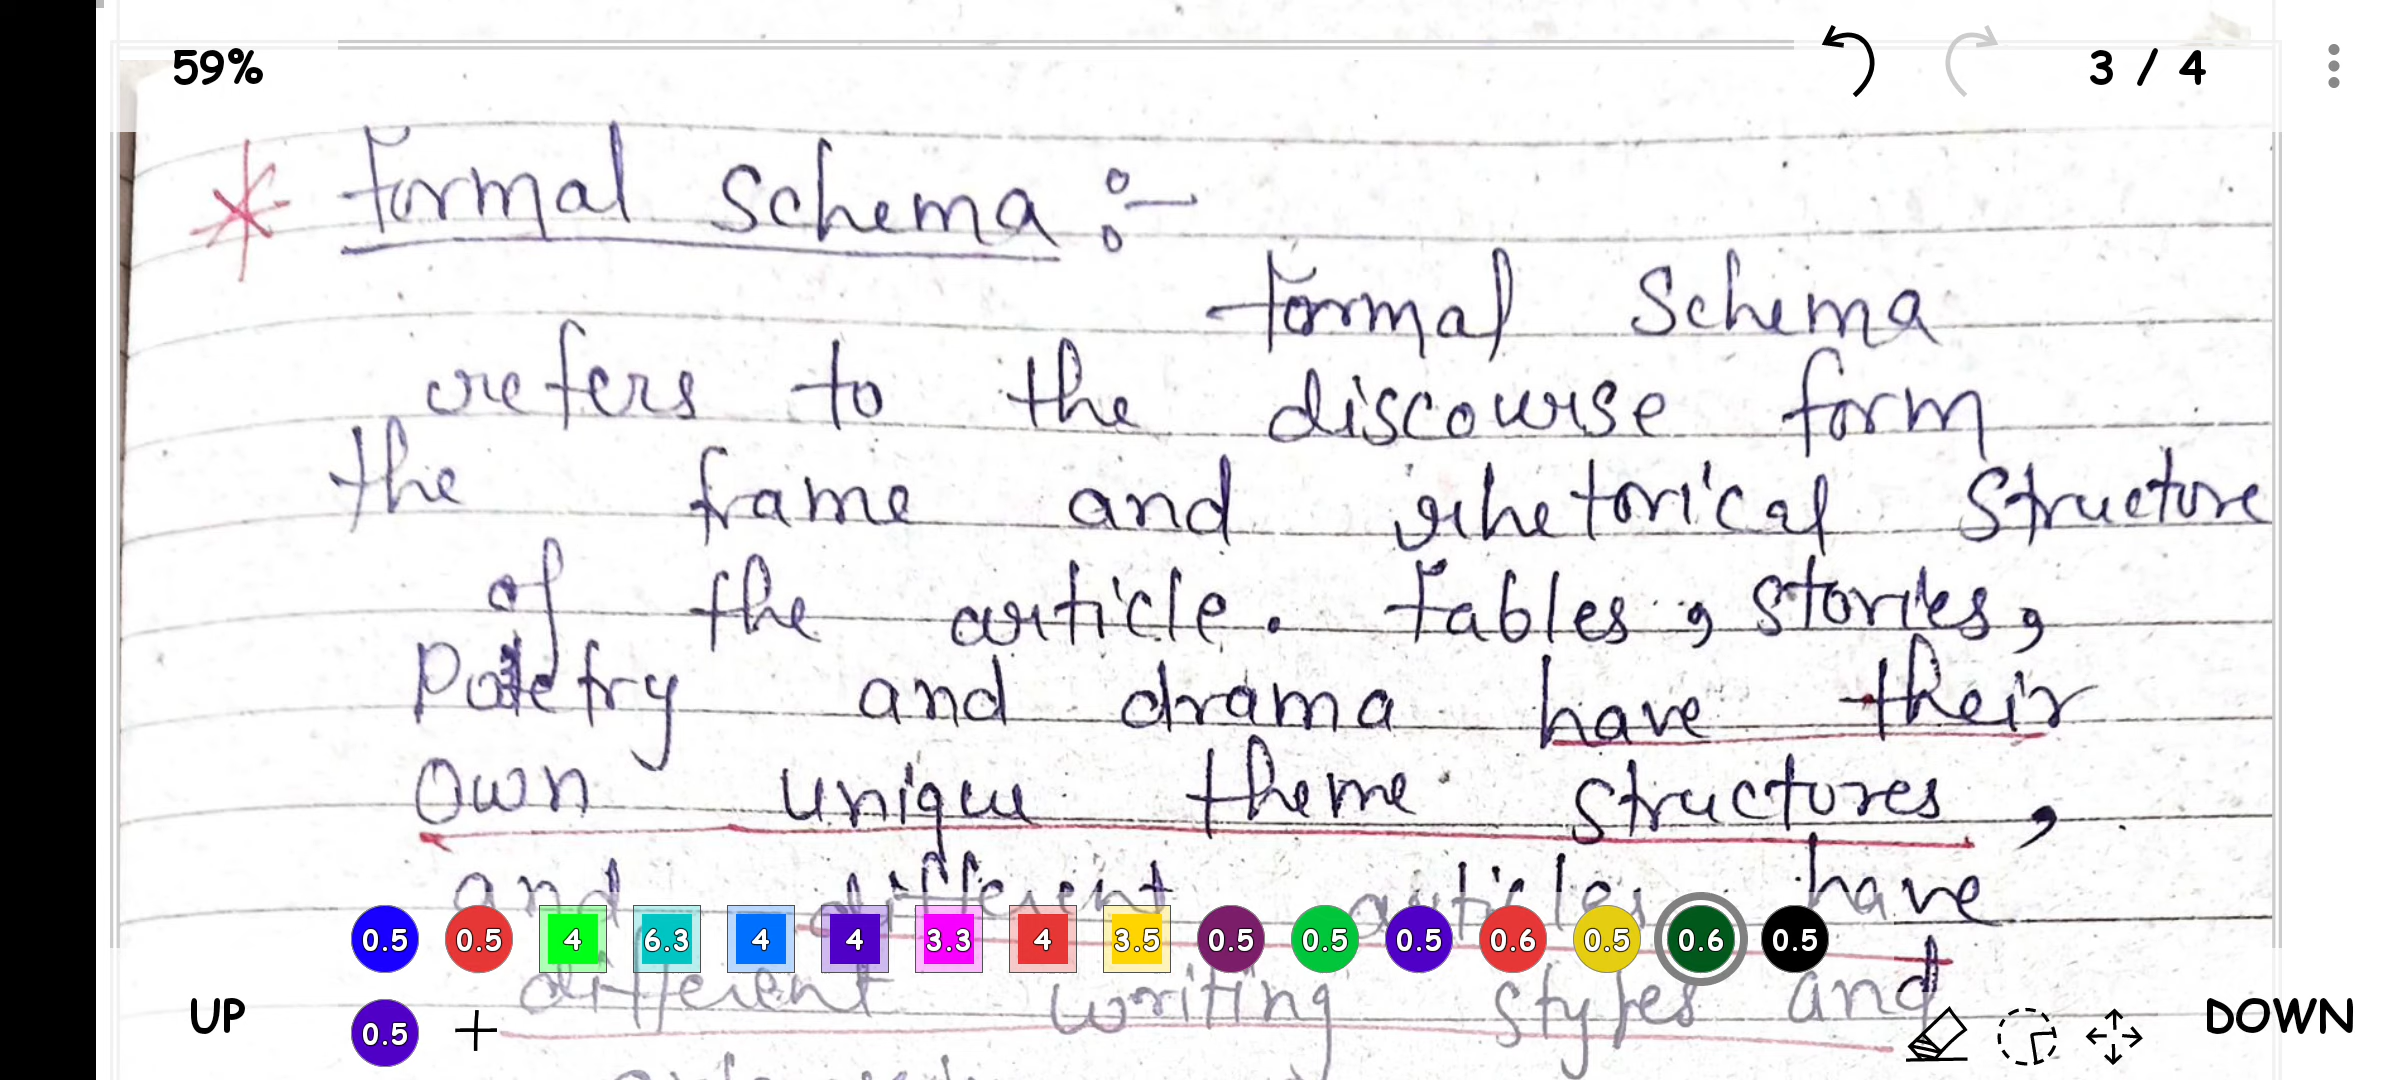 59%
3 / 4
* Formal Schema :-
Formal Schema
refers to the discourse form
the frame and rhetorical structure
of the article. Fables, stories,
Poetry and drama have their
own unique theme structures,
and different articles have
0.5 0.5 4 6.3 4 4 3.3 4 3.5 0.5 0.5 0.5 0.6 0.5 0.6 0.5
different writing styles and
UP 0.5 + DOWN